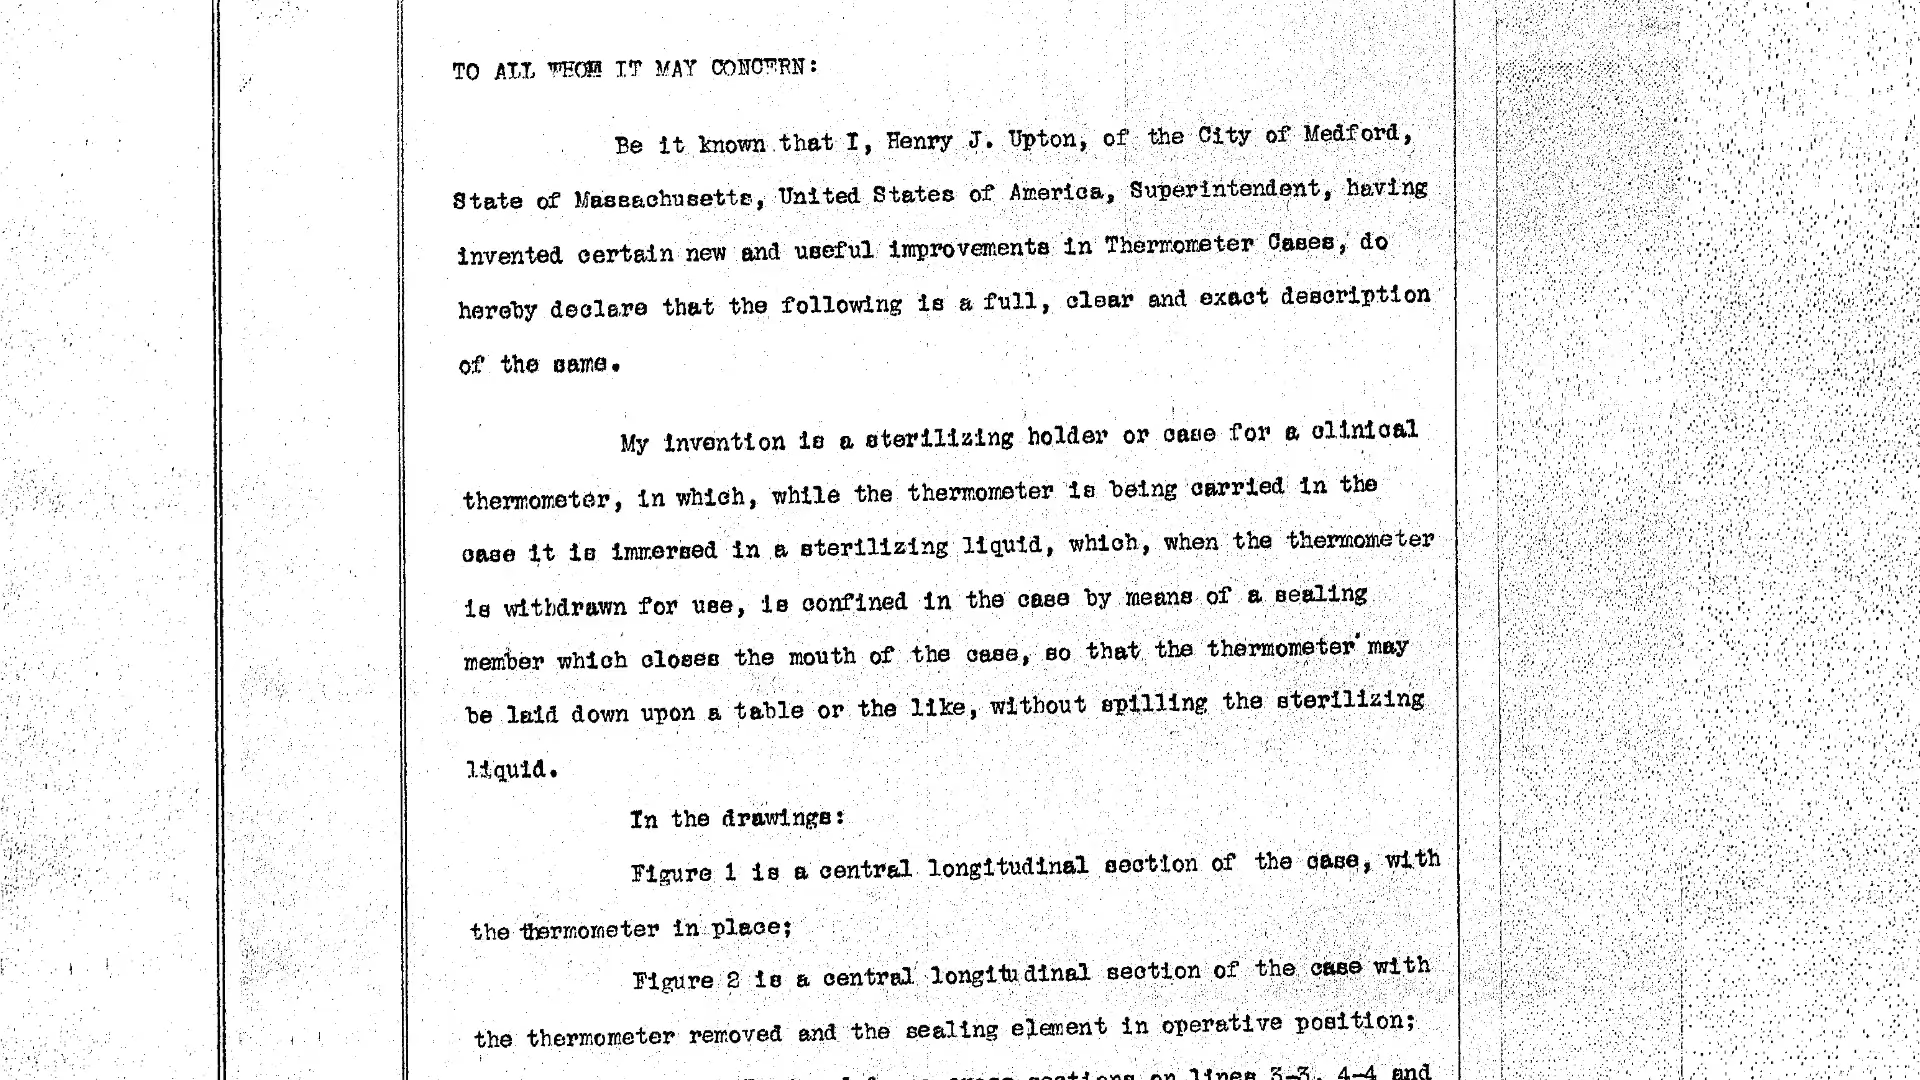 TO ALL WHOM IT MAY CONCERN:
Be it known that I, Henry J. Upton, of the City of Medford,
State of Massachusetts, United States of America, Superintendent, having
invented certain new and useful improvements in Thermometer Cases, do
hereby declare that the following is a full, clear and exact description
of the same.
My invention is a sterilizing holder or case for a clinical
thermometer, in which, while the thermometer is being carried in the
case it is immersed in a sterilizing liquid, which, when the thermometer
is withdrawn for use, is confined in the case by means of a sealing
member which closes the mouth of the case, so that the thermometer may
be laid down upon a table or the like, without spilling the sterilizing
liquid.
In the drawings:
Figure 1 is a central longitudinal section of the case, with
the thermometer in place;
Figure 2 is a central longitudinal section of the case with
the thermometer removed and the sealing element in operative position;
sections on lines 3-3, 4-4 and